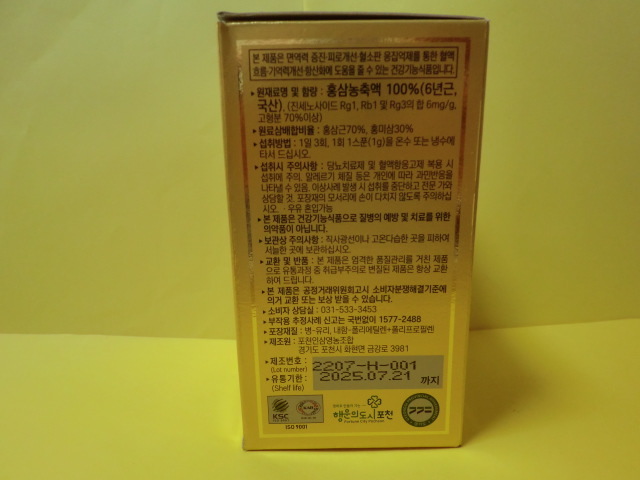 본 제품은 면역력 증진·피로개선·혈소판 응집억제를 통한 혈액
흐름·기억력개선·항산화에 도움을 줄 수 있는 건강기능식품입니다.
▸원재료명 및 함량 : 홍삼농축액 100%(6년근,
국산), (진세노사이드 Rg1, Rb1 및 Rg3의 합 6mg/g,
고형분 70%이상)
▸원료삼배합비율 : 홍삼근70%, 홍미삼30%
▸섭취방법 : 1일 3회, 1회 1스푼(1g)을 온수 또는 냉수에
타서 드십시오.
▸섭취시 주의사항 : 당뇨치료제 및 혈액항응고제 복용 시
섭취에 주의, 알레르기 체질 등은 개인에 따라 과민반응을
나타낼 수 있음, 이상사례 발생 시 섭취를 중단하고 전문 가와
상담할 것. 포장재의 모서리에 손이 다치지 않도록 주의하십
시오. ·우유 혼입가능
▸본 제품은 건강기능식품으로 질병의 예방 및 치료를 위한
의약품이 아닙니다.
▸보관상 주의사항 : 직사광선이나 고온다습한 곳을 피하여
서늘한 곳에 보관하십시오.
▸교환 및 반품 : 본 제품은 엄격한 품질관리를 거친 제품
으로 유통과정 중 취급부주의로 변질된 제품은 항상 교환
하여 드립니다.
▸본 제품은 공정거래위원회고시 소비자분쟁해결기준에
의거 교환 또는 보상 받을 수 있습니다.
▸소비자 상담실 : 031-533-3453
▸부작용 추정사례 신고는 국번없이 1577-2488
▸포장재질 : 병-유리, 내함-폴리에틸렌+폴리프로필렌
▸제조원 : 포천인삼영농조합
경기도 포천시 화현면 금강로 3981
▸제조번호 : 2207-H-001
(Lot number)
▸유통기한 : 2025.07.21 까지
(Shelf life)
KSC
ISO 9001
행운의도시포천